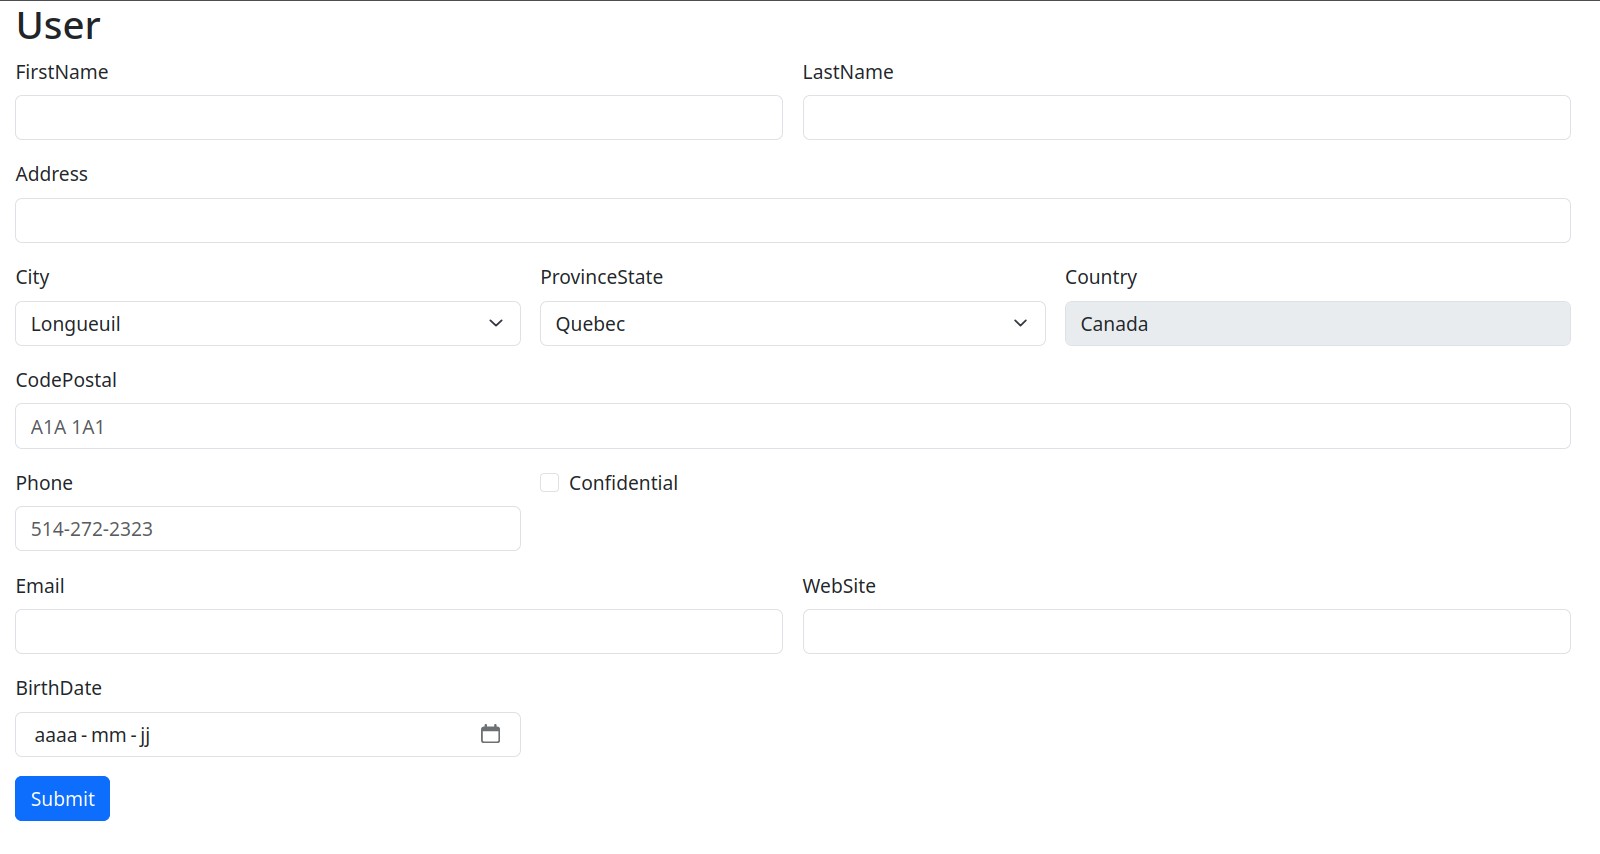 User
FirstName LastName
Address
City ProvinceState Country
Longueuil Quebec Canada
CodePostal
A1A 1A1
Phone Confidential
514-272-2323
Email WebSite
BirthDate
aaaa-mm-jj
Submit